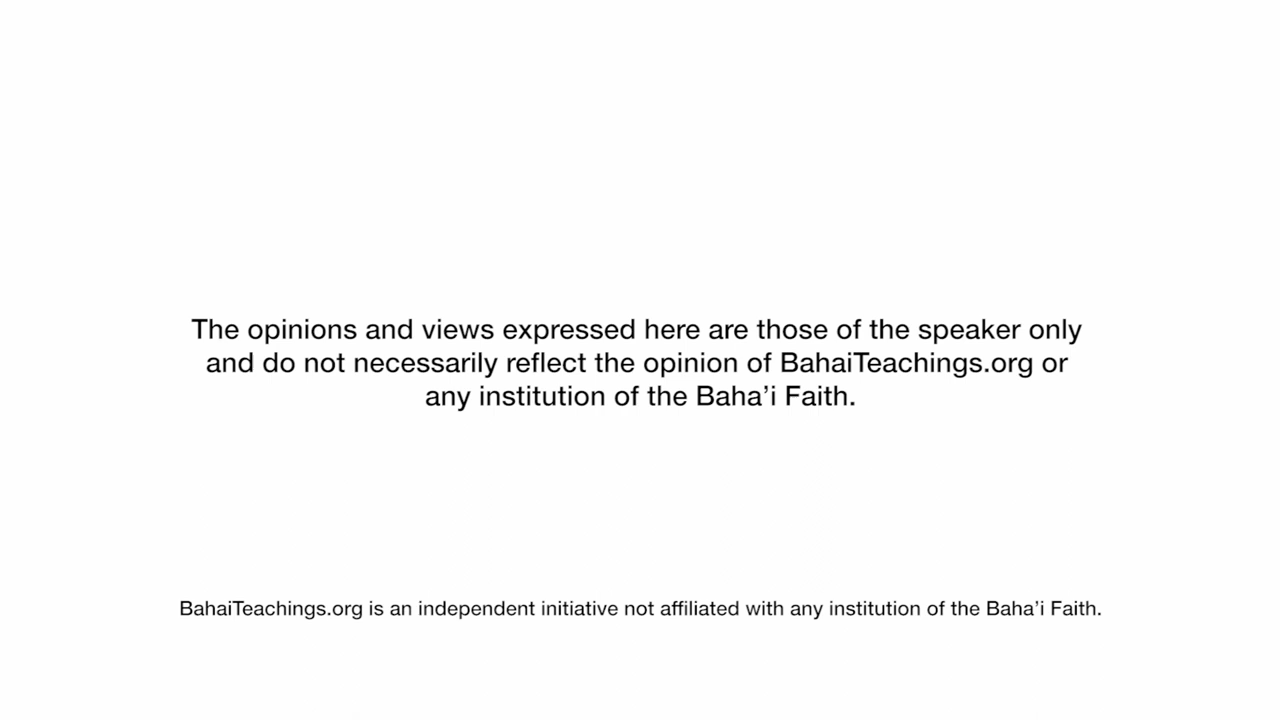 The opinions and views expressed here are those of the speaker only
and do not necessarily reflect the opinion of BahaiTeachings.org or
any institution of the Baha’i Faith.
BahaiTeachings.org is an independent initiative not affiliated with any institution of the Baha’i Faith.